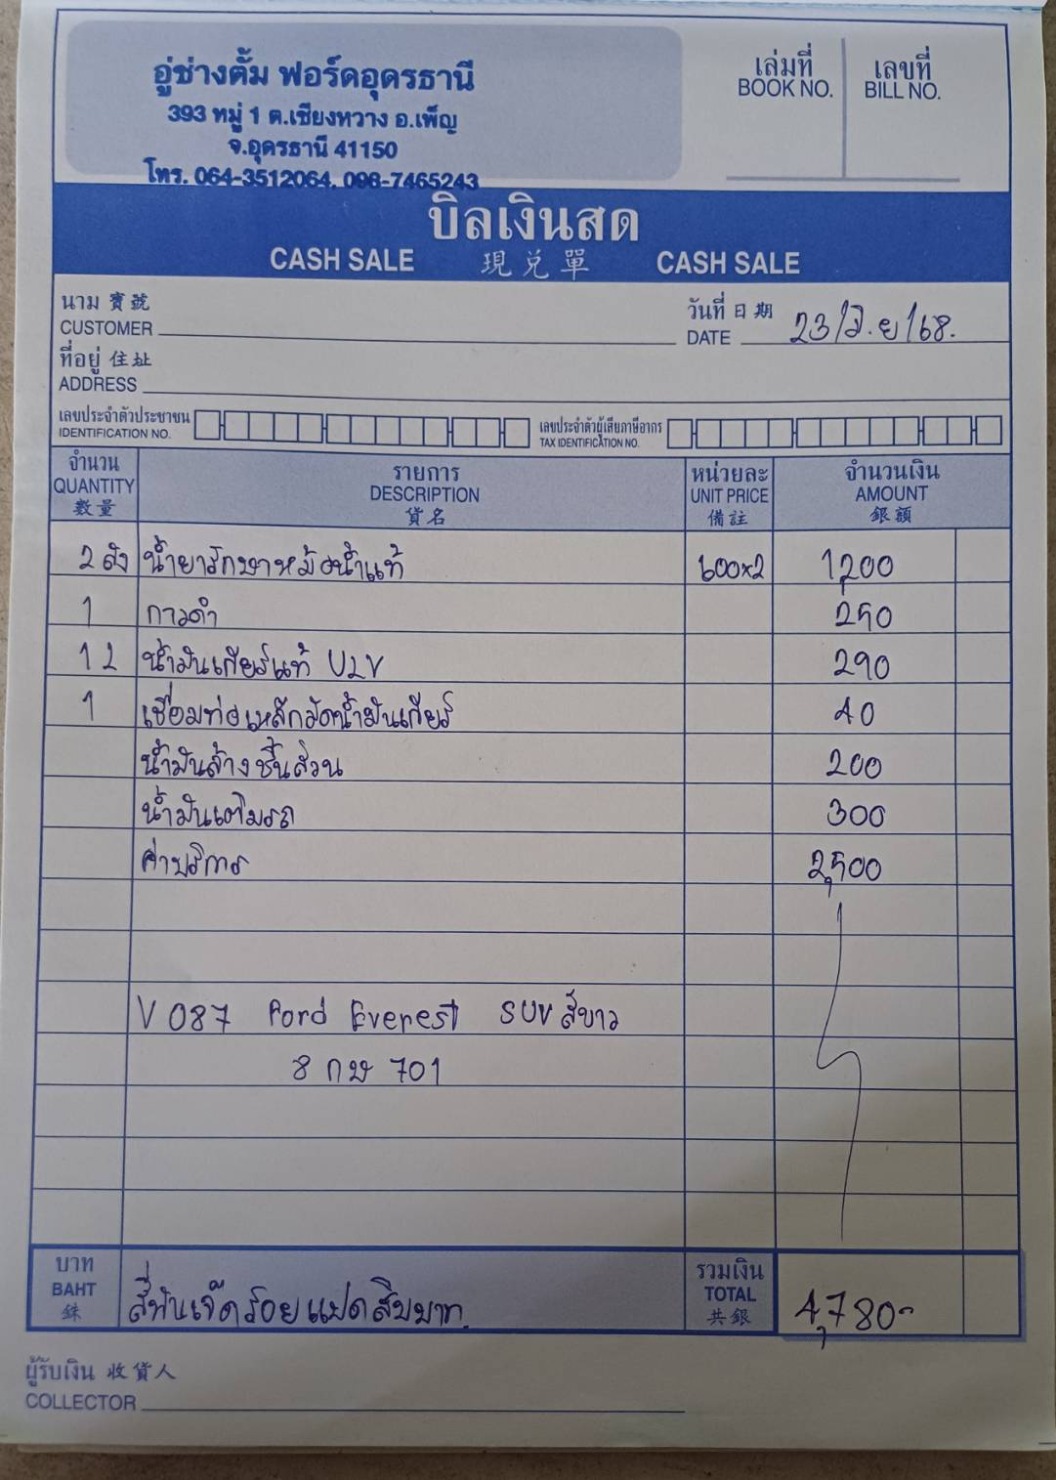 อู่ช่างตั้ม ฟอร์ดอุดรธานี
393 หมู่ 1 ต.เชียงหวาง อ.เพ็ญ
จ.อุดรธานี 41150
โทร. 064-3512064, 098-7465243
เล่มที่ เลขที่
BOOK NO. BILL NO.
บิลเงินสด
CASH SALE 現兑單 CASH SALE
นาม 寶號
CUSTOMER
วันที่ 日期
DATE 23/มิ.ย/68.
ที่อยู่ 住址
ADDRESS
เลขประจำตัวประชาชน
IDENTIFICATION NO.
เลขประจำตัวผู้เสียภาษีอากร
TAX IDENTIFICATION NO.
จำนวน รายการ หน่วยละ จำนวนเงิน
QUANTITY DESCRIPTION UNIT PRICE AMOUNT
數量 貨名 備註 銀額
2 ถัง น้ำยารักษาหม้อน้ำแท้ 600x2 1,200
1 กาวดำ 250
1 L น้ำมันเกียร์แท้ ULV 290
1 เชื่อมท่อเหล็กวัดน้ำมันเกียร์ 40
น้ำมันล้างชิ้นส่วน 200
น้ำมันเติมรถ 300
ค่าบริการ 2,500
V 087 Ford Everest SUV สีขาว
8 กษ 701
บาท
BAHT
銖
สี่พันเจ็ดร้อยแปดสิบบาท
รวมเงิน
TOTAL
共銀
4,780-
ผู้รับเงิน 收貨人
COLLECTOR